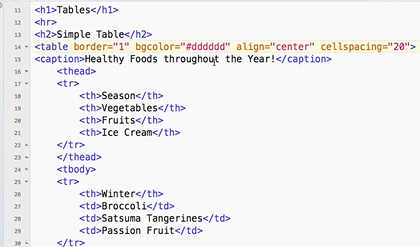 11 <h1>Tables</h1>
12 <hr>
13 <h2>Simple Table</h2>
14 <table border="1" bgcolor="#dddddd" align="center" cellspacing="20">
15 <caption>Healthy Foods throughout the Year!</caption>
16 <thead>
17 <tr>
18 <th>Season</th>
19 <th>Vegetables</th>
20 <th>Fruits</th>
21 <th>Ice Cream</th>
22 </tr>
23 </thead>
24 <tbody>
25 <tr>
26 <th>Winter</th>
27 <td>Broccoli</td>
28 <td>Satsuma Tangerines</td>
29 <td>Passion Fruit</td>
30 </tr>